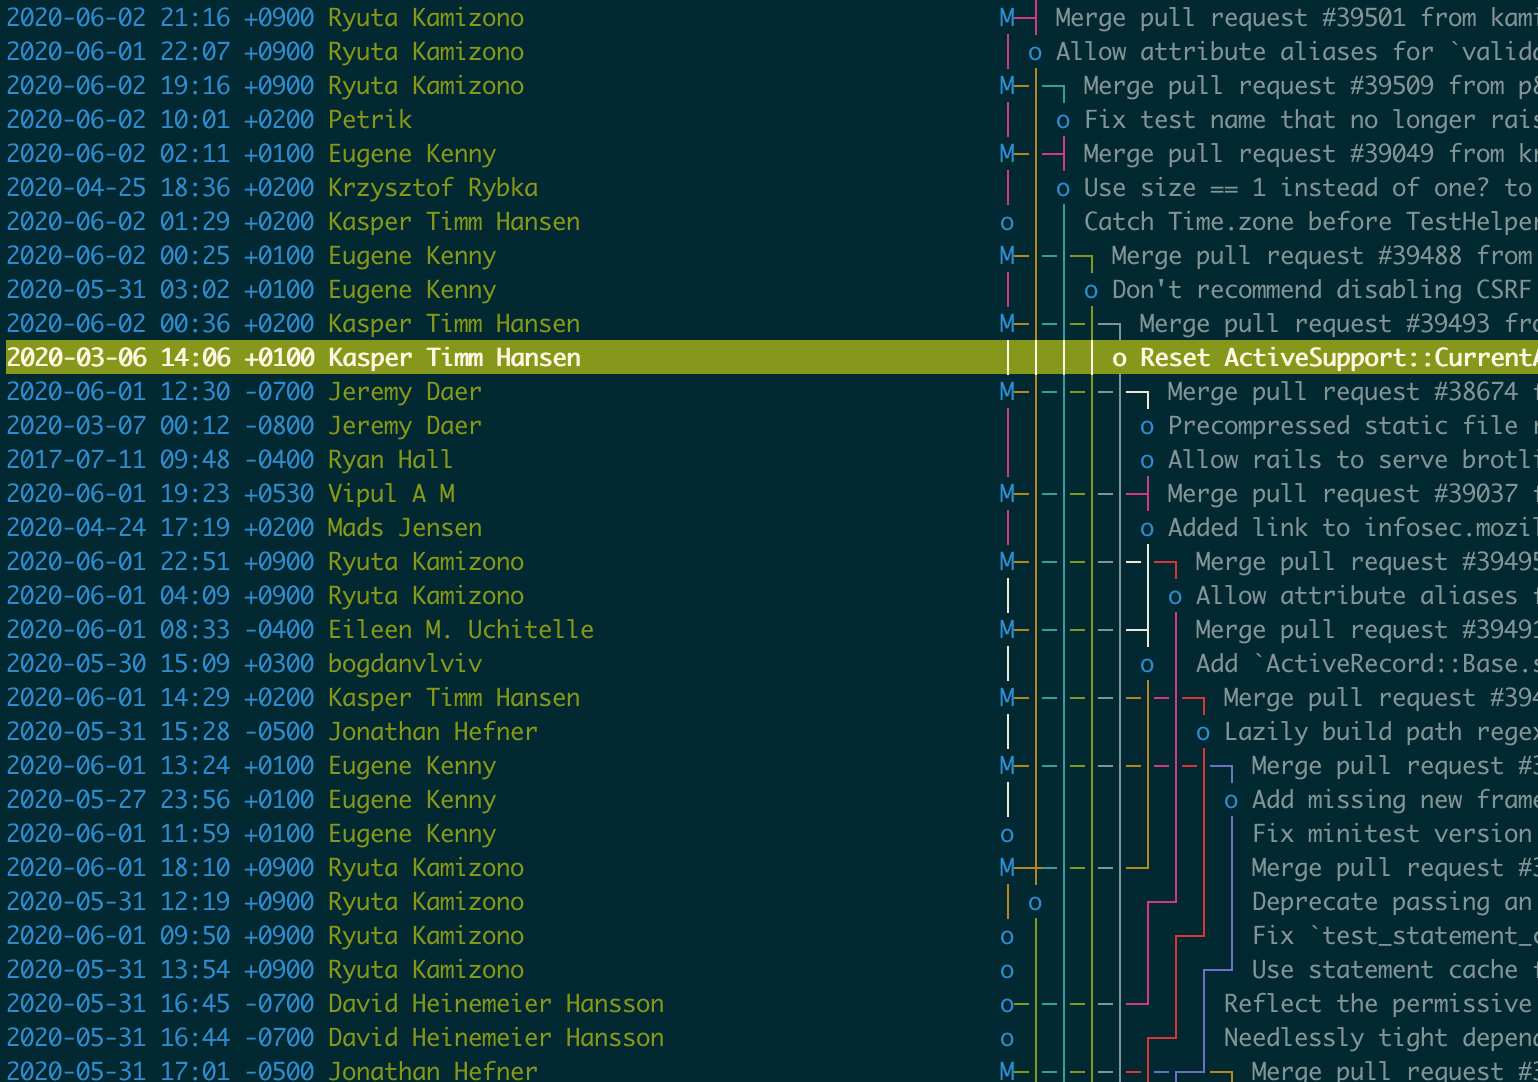 2020-06-02 21:16 +0900 Ryuta Kamizono M Merge pull request #39501 from
2020-06-01 22:07 +0900 Ryuta Kamizono o Allow attribute aliases for
2020-06-02 19:16 +0900 Ryuta Kamizono M Merge pull request #39509 from
2020-06-02 10:01 +0200 Petrik o Fix test name that no longer
2020-06-02 02:11 +0100 Eugene Kenny M Merge pull request #39049 from
2020-04-25 18:36 +0200 Krzysztof Rybka o Use size == 1 instead of one? to
2020-06-02 01:29 +0200 Kasper Timm Hansen o Catch Time.zone before TestHelper
2020-06-02 00:25 +0100 Eugene Kenny M Merge pull request #39488 from
2020-05-31 03:02 +0100 Eugene Kenny o Don't recommend disabling CSRF
2020-06-02 00:36 +0200 Kasper Timm Hansen M Merge pull request #39493 fro
2020-03-06 14:06 +0100 Kasper Timm Hansen o Reset ActiveSupport::Current
2020-06-01 12:30 -0700 Jeremy Daer M Merge pull request #38674
2020-03-07 00:12 -0800 Jeremy Daer o Precompressed static file
2017-07-11 09:48 -0400 Ryan Hall o Allow rails to serve brotli
2020-06-01 19:23 +0530 Vipul A M M Merge pull request #39037
2020-04-24 17:19 +0200 Mads Jensen o Added link to infosec.mozil
2020-06-01 22:51 +0900 Ryuta Kamizono M Merge pull request #39495
2020-06-01 04:09 +0900 Ryuta Kamizono o Allow attribute aliases
2020-06-01 08:33 -0400 Eileen M. Uchitelle M Merge pull request #39491
2020-05-30 15:09 +0300 bogdanvlviv o Add `ActiveRecord::Base.s
2020-06-01 14:29 +0200 Kasper Timm Hansen M Merge pull request #394
2020-05-31 15:28 -0500 Jonathan Hefner o Lazily build path regex
2020-06-01 13:24 +0100 Eugene Kenny M Merge pull request #3
2020-05-27 23:56 +0100 Eugene Kenny o Add missing new frame
2020-06-01 11:59 +0100 Eugene Kenny o Fix minitest version
2020-06-01 18:10 +0900 Ryuta Kamizono M Merge pull request #3
2020-05-31 12:19 +0900 Ryuta Kamizono o Deprecate passing an
2020-06-01 09:50 +0900 Ryuta Kamizono o Fix `test_statement_c
2020-05-31 13:54 +0900 Ryuta Kamizono o Use statement cache
2020-05-31 16:45 -0700 David Heinemeier Hansson o Reflect the permissive
2020-05-31 16:44 -0700 David Heinemeier Hansson o Needlessly tight depend
2020-05-31 17:01 -0500 Jonathan Hefner M Merge pull request #3